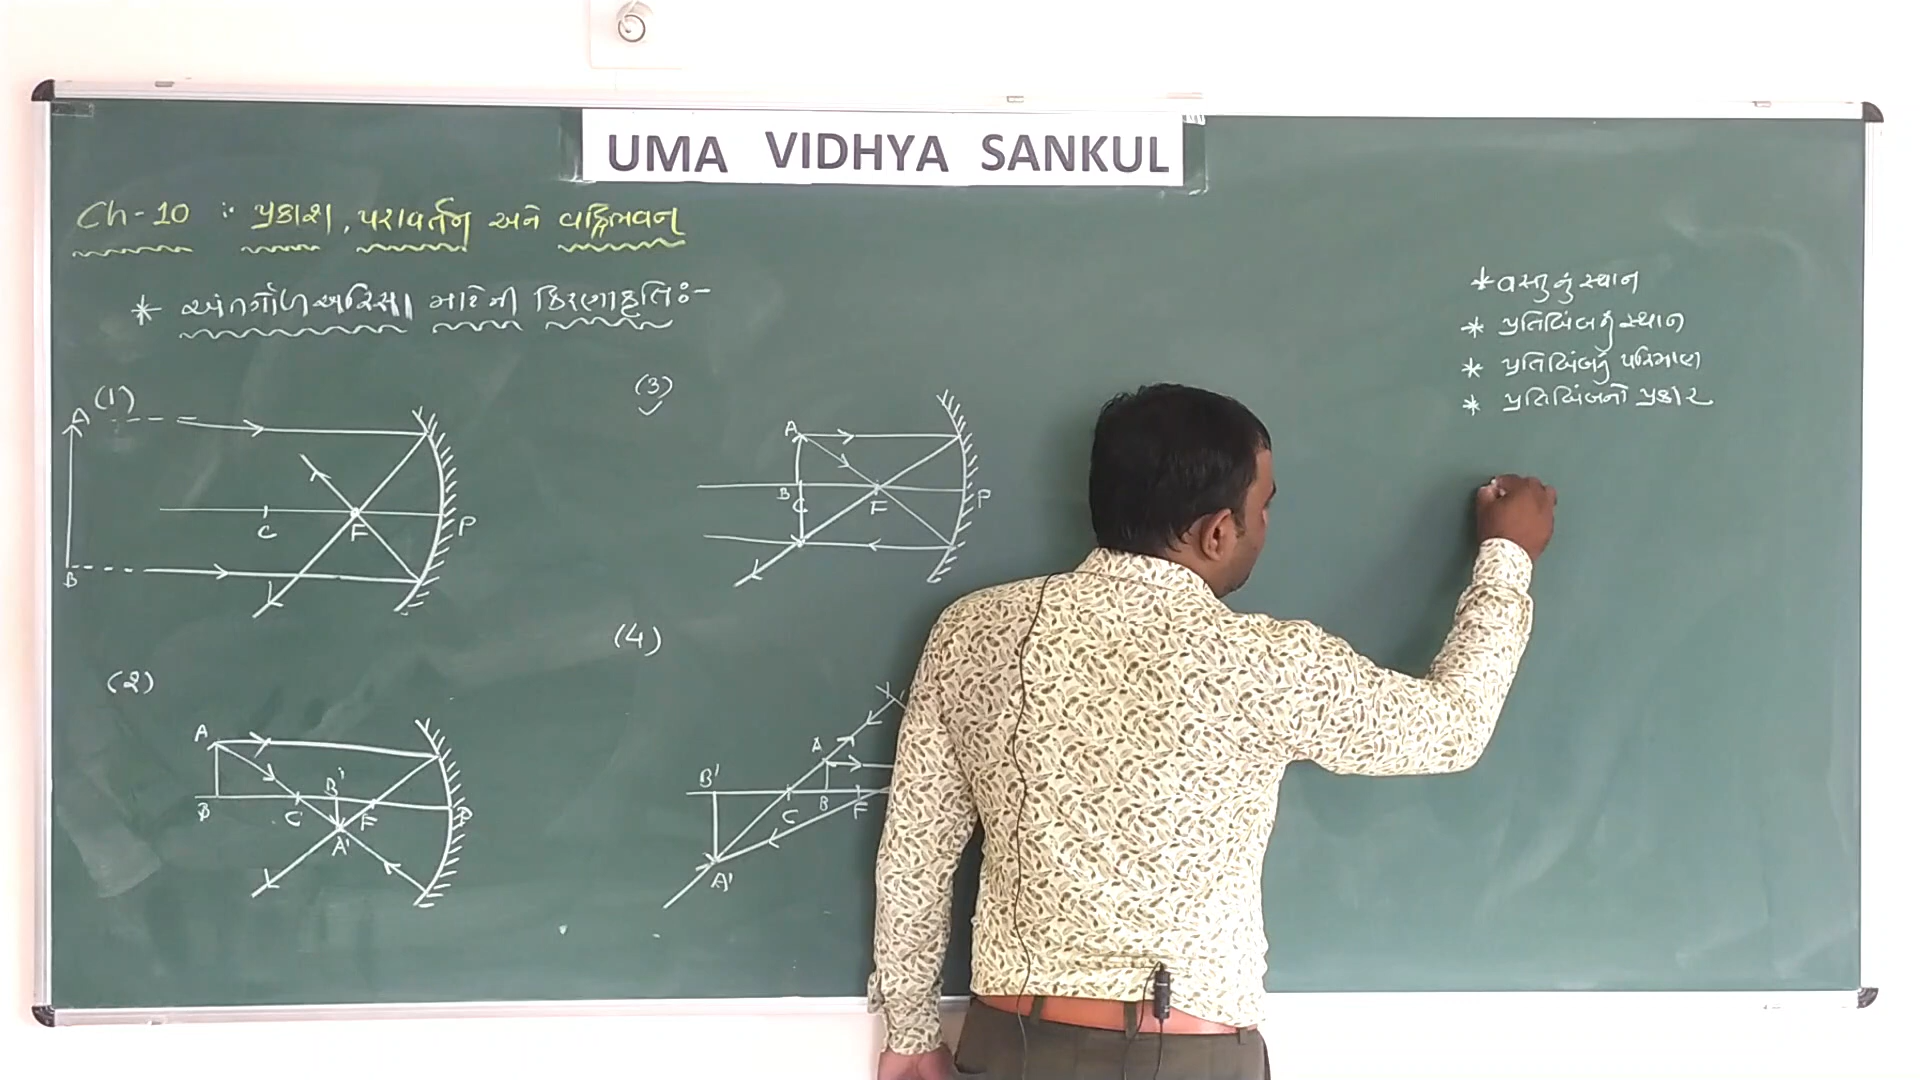 UMA VIDHYA SANKUL
Ch-10 : પ્રકાશ, પરાવર્તન અને વક્રિભવન
* અંતર્ગોળ અરિસા માટેની કિરણાકૃતિ:-
* વસ્તુનું સ્થાન
* પ્રતિબિંબનું સ્થાન
* પ્રતિબિંબનું પરિમાણ
* પ્રતિબિંબનો પ્રકાર
(1)
A
C F P
B
(3)
A
B C F P
(2)
A
B C B' F P
A'
(4)
A
B' C B F
A'